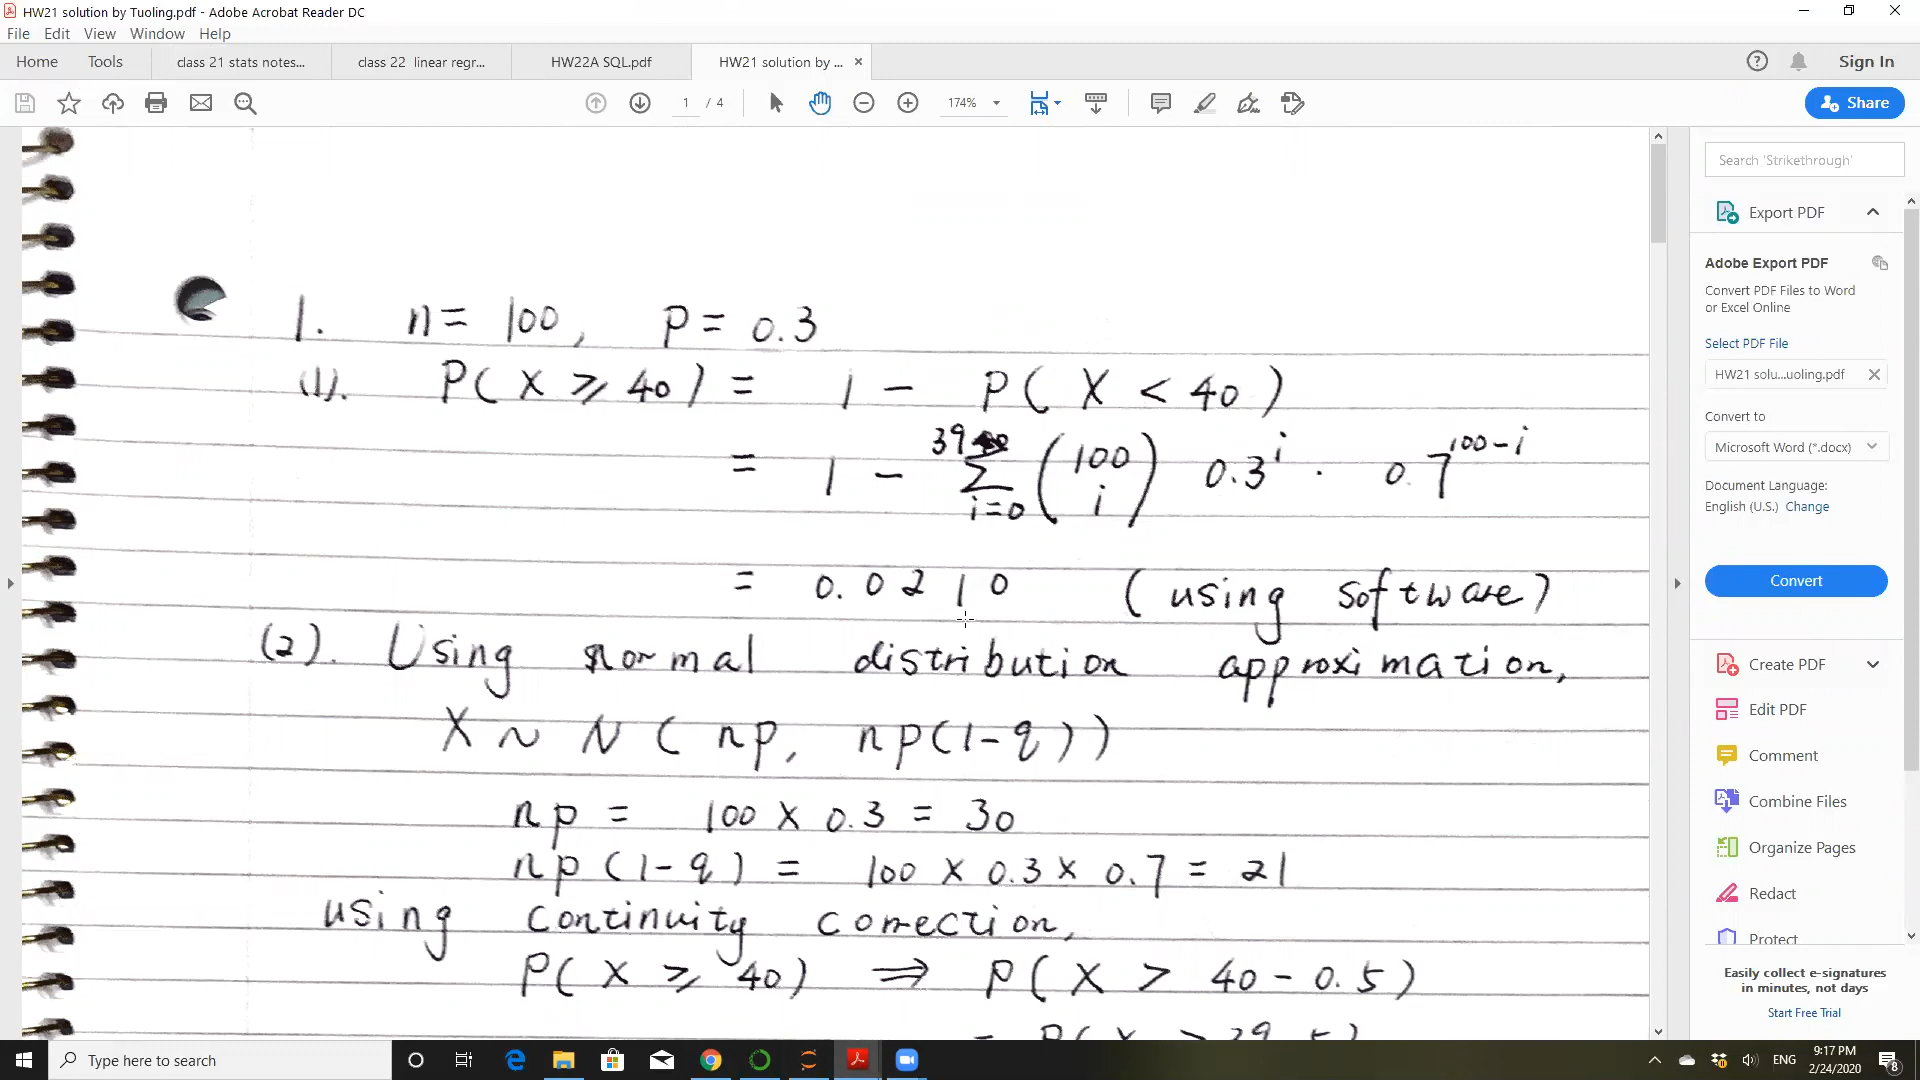 HW21 solution by Tuoling.pdf - Adobe Acrobat Reader DC
File Edit View Window Help
Home Tools class 21 stats notes... class 22 linear regr... HW22A SQL.pdf HW21 solution by ... Sign In
1 / 4 174% Share
Search 'Strikethrough'
Export PDF
Adobe Export PDF
Convert PDF Files to Word
or Excel Online
Select PDF File
HW21 solu...uoling.pdf
Convert to
Microsoft Word (*.docx)
Document Language:
English (U.S.) Change
Convert
Create PDF
Edit PDF
Comment
Combine Files
Organize Pages
Redact
Protect
Easily collect e-signatures
in minutes, not days
Start Free Trial
1. n = 100, p = 0.3
(1). P(X ≥ 40) = 1 - P(X < 40)
= 1 - 39 Σ i=0 (100 i) 0.3^i · 0.7^100-i
= 0.0210 (using software)
(2). Using normal distribution approximation,
X ~ N (np, np(1-q))
np = 100 × 0.3 = 30
np(1-q) = 100 × 0.3 × 0.7 = 21
using continuity correction,
P(X ≥ 40) ⇒ P(X > 40 - 0.5)
= P(X > 39.5)
Type here to search
ENG
9:17 PM
2/24/2020
8